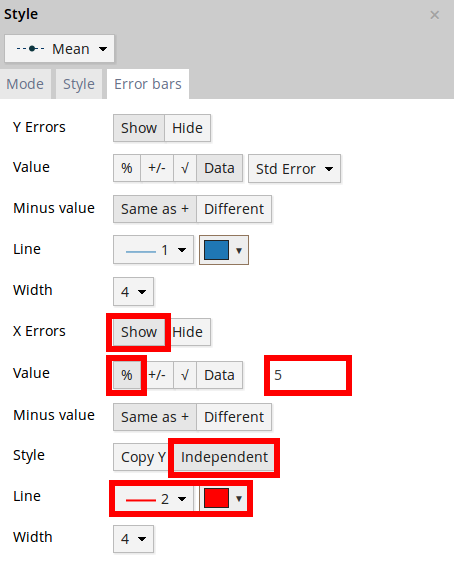 Style ×
Mean
Mode Style Error bars
Y Errors Show Hide
Value % +/- √ Data Std Error
Minus value Same as + Different
Line 1
Width 4
X Errors Show Hide
Value % +/- √ Data 5
Minus value Same as + Different
Style Copy Y Independent
Line 2
Width 4